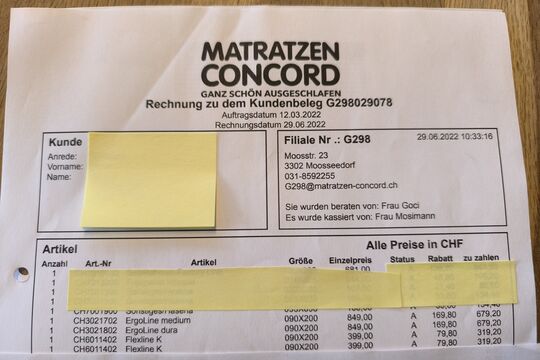 MATRATZEN
CONCORD
GANZ SCHÖN AUSGESCHLAFEN
Rechnung zu dem Kundenbeleg G298029078
Auftragsdatum 12.03.2022
Rechnungsdatum 29.06.2022
Kunde
Anrede:
Vorname:
Name:
Filiale Nr .: G298 29.06.2022 10:33:16
Moosstr. 23
3302 Moosseedorf
031-8592255
G298@matratzen-concord.ch
Sie wurden beraten von: Frau Goci
Es wurde kassiert von: Frau Mosimann
Artikel Alle Preise in CHF
Anzahl Art.-Nr Artikel Größe Einzelpreis Status Rabatt zu zahlen
1
1
1
1
1 CH3021702 ErgoLine medium 090X200 849,00 A 169,80 679,20
1 CH3021802 ErgoLine dura 090X200 849,00 A 169,80 679,20
1 CH6011402 Flexline K 090X200 399,00 A 79,80 319,20
1 CH6011402 Flexline K 090X200 399,00 A 79,80 319,20